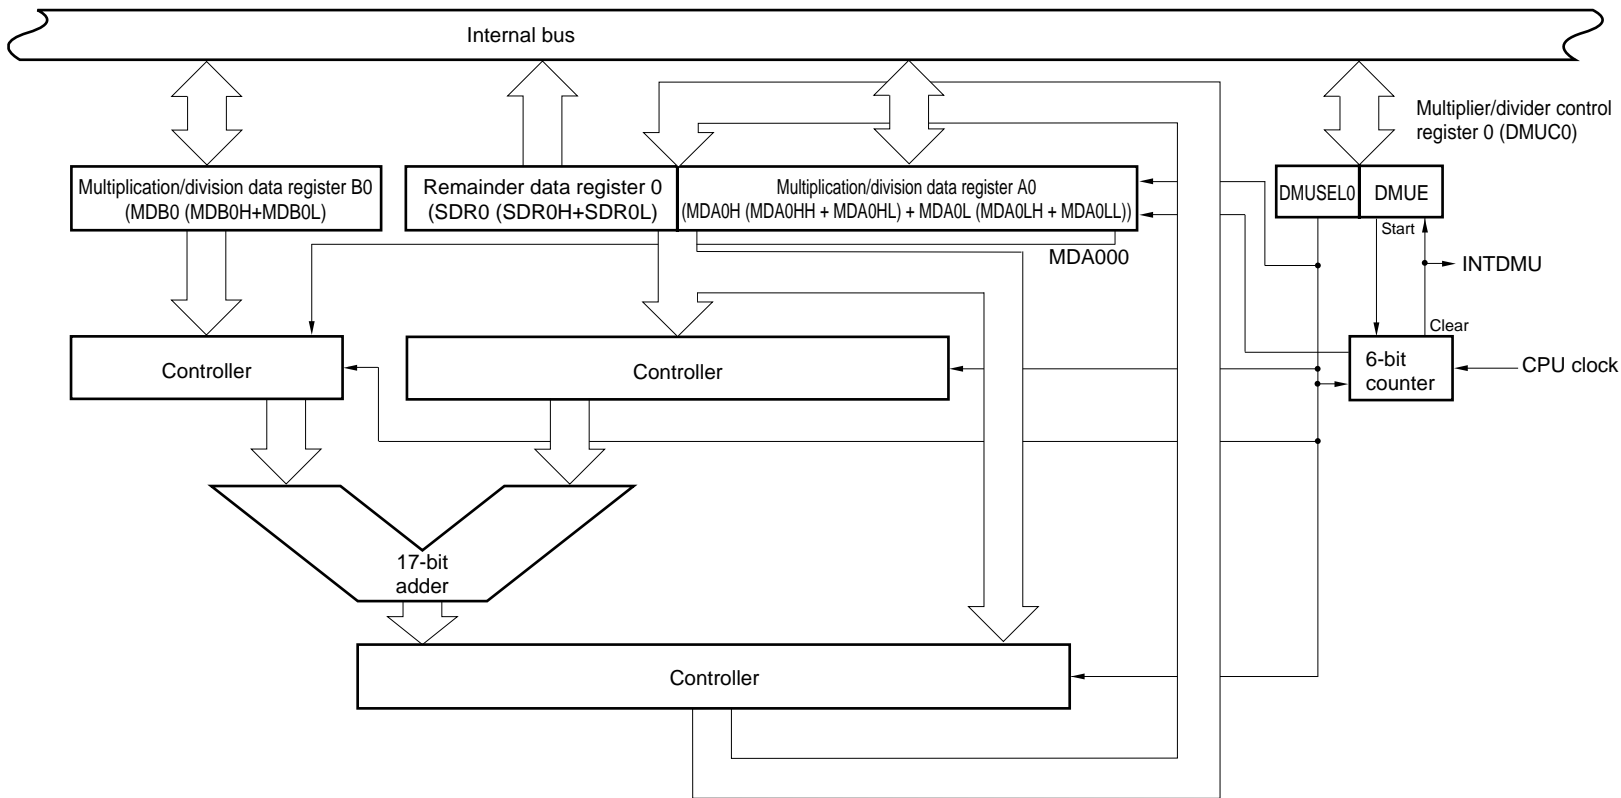 Internal bus
Multiplier/divider control
register 0 (DMUC0)
Multiplication/division data register B0
(MDB0 (MDB0H+MDB0L)
Remainder data register 0
(SDR0 (SDR0H+SDR0L)
Multiplication/division data register A0
(MDA0H (MDA0HH + MDA0HL) + MDA0L (MDA0LH + MDA0LL))
DMUSEL0
DMUE
Start
MDA000
INTDMU
Clear
Controller
Controller
6-bit
counter
CPU clock
17-bit
adder
Controller